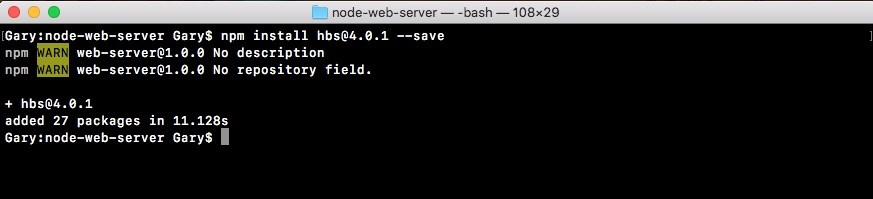 node-web-server — -bash — 108×29
[Gary:node-web-server Gary$ npm install hbs@4.0.1 --save ]
npm WARN web-server@1.0.0 No description
npm WARN web-server@1.0.0 No repository field.
+ hbs@4.0.1
added 27 packages in 11.128s
Gary:node-web-server Gary$